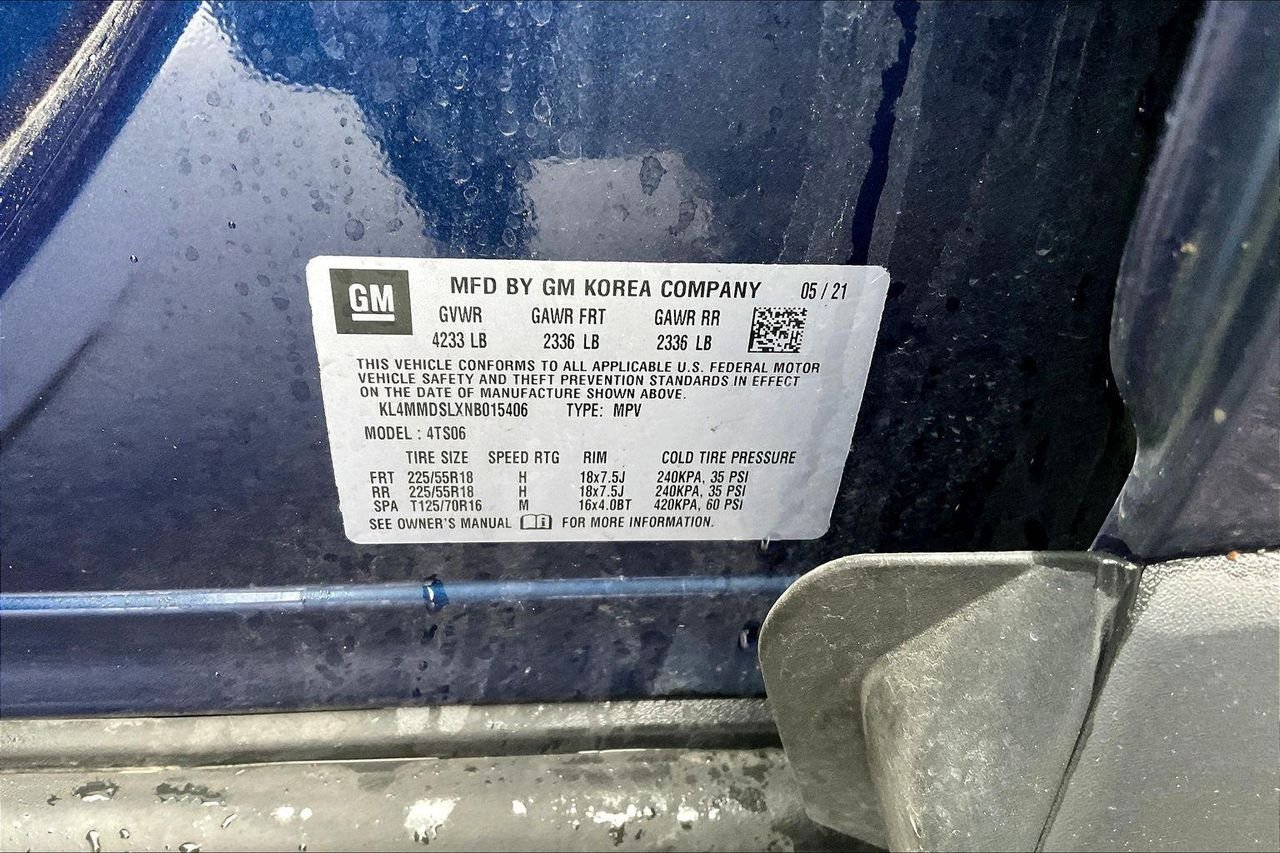 GM
MFD BY GM KOREA COMPANY 05 / 21
GVWR GAWR FRT GAWR RR
4233 LB 2336 LB 2336 LB
THIS VEHICLE CONFORMS TO ALL APPLICABLE U.S. FEDERAL MOTOR
VEHICLE SAFETY AND THEFT PREVENTION STANDARDS IN EFFECT
ON THE DATE OF MANUFACTURE SHOWN ABOVE.
KL4MMDSLXNB015406 TYPE: MPV
MODEL : 4TS06
TIRE SIZE SPEED RTG RIM COLD TIRE PRESSURE
FRT 225/55R18 H 18x7.5J 240KPA, 35 PSI
RR 225/55R18 H 18x7.5J 240KPA, 35 PSI
SPA T125/70R16 M 16x4.0BT 420KPA, 60 PSI
SEE OWNER'S MANUAL FOR MORE INFORMATION.